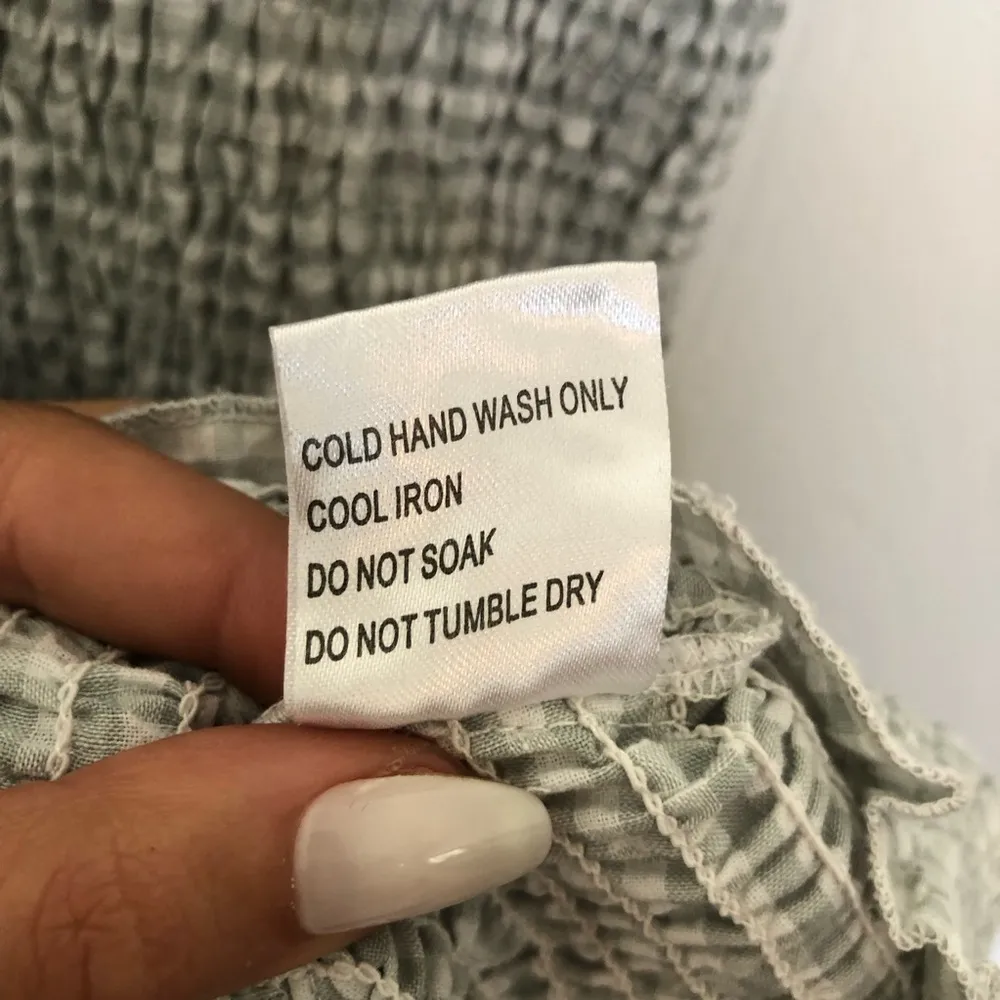 COLD HAND WASH ONLY
COOL IRON
DO NOT SOAK
DO NOT TUMBLE DRY